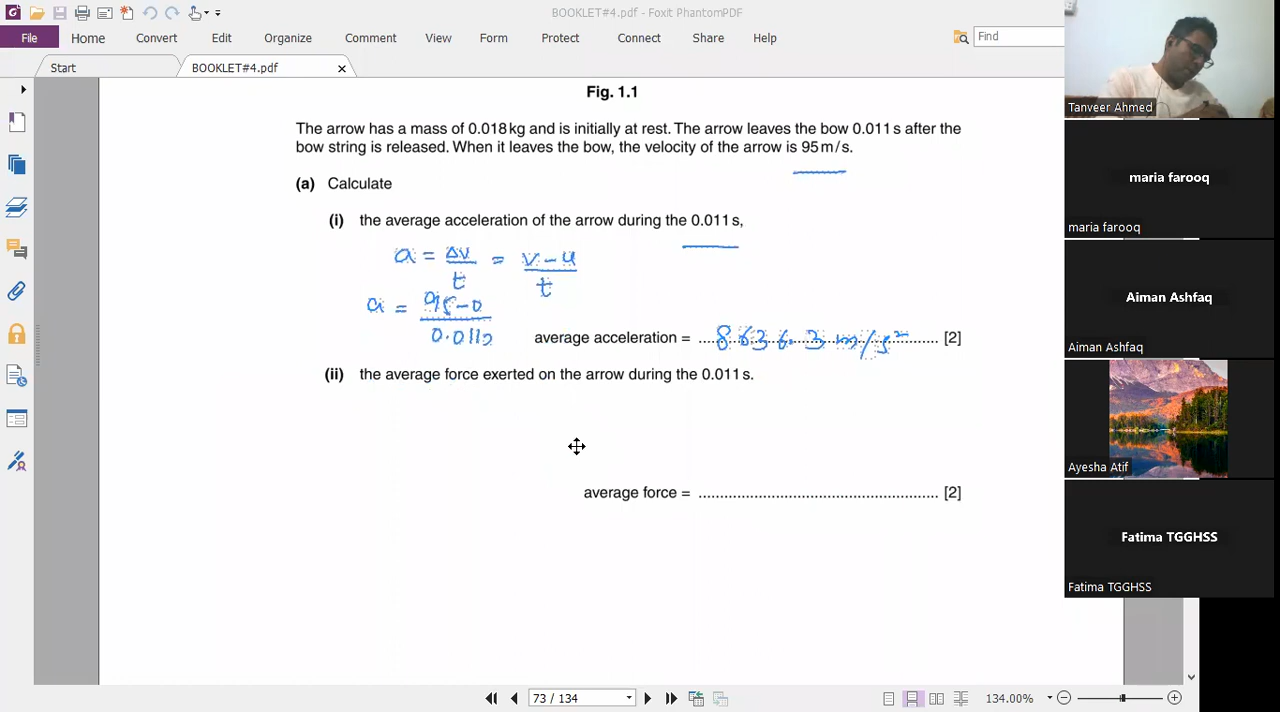 BOOKLET#4.pdf - Foxit PhantomPDF
File Home Convert Edit Organize Comment View Form Protect Connect Share Help Find
Start BOOKLET#4.pdf
Fig. 1.1
The arrow has a mass of 0.018 kg and is initially at rest. The arrow leaves the bow 0.011 s after the
bow string is released. When it leaves the bow, the velocity of the arrow is 95 m/s.
(a) Calculate
(i) the average acceleration of the arrow during the 0.011 s,
a = Δv/t = v-u/t
a = 95-0/0.0110
average acceleration = 8636.3 m/s² [2]
(ii) the average force exerted on the arrow during the 0.011 s.
average force = ........................................................ [2]
73 / 134
134.00%
Tanveer Ahmed
maria farooq
maria farooq
Aiman Ashfaq
Aiman Ashfaq
Ayesha Atif
Fatima TGGHSS
Fatima TGGHSS